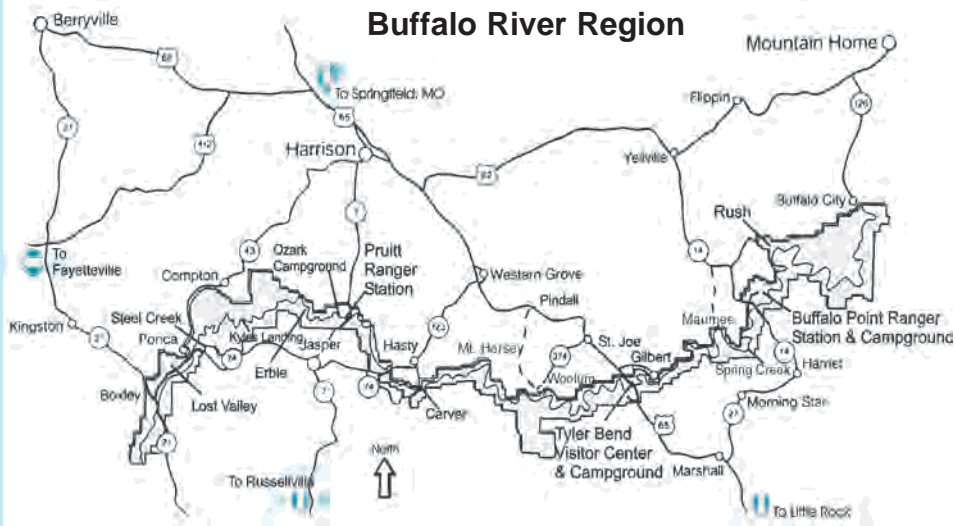 Buffalo River Region
Berryville
Mountain Home
62
To Springfield, MO
65
Flippin
126
21
412
Harrison
Yellville
62
Buffalo City
Rush
7
43
Ozark
Campground
Pruitt
Ranger
Station
14
To
Fayetteville
Compton
Western Grove
Pindall
Kingston
Steel Creek
Ponca
74
Kyles Landing
Jasper
Erbie
123
Hasty
Mt. Hersey
374
St. Joe
Woolum
Gilbert
Maumee
Buffalo Point Ranger
Station & Campground
Spring Creek
14
Harriet
21
Boxley
Lost Valley
7
74
Carver
Morning Star
27
65
Tyler Bend
Visitor Center
& Campground
21
North
Marshall
To Russellville
To Little Rock